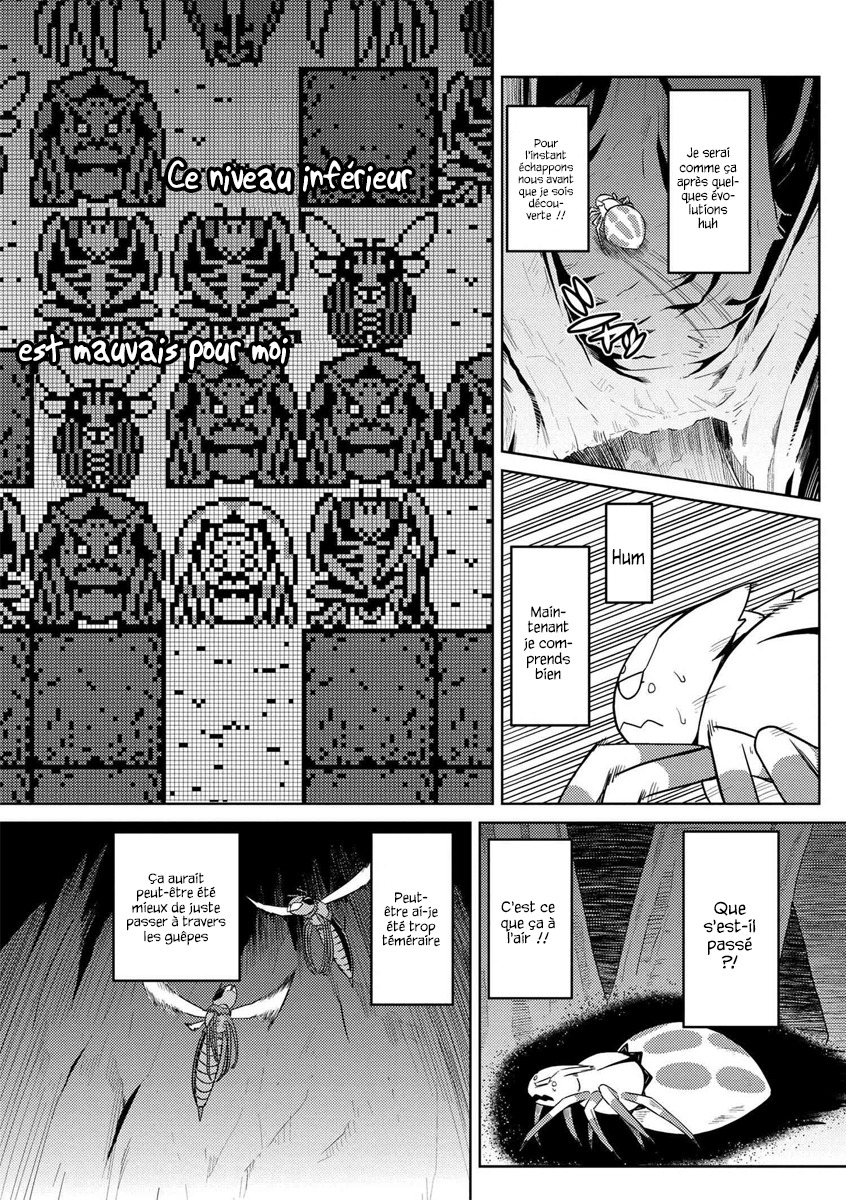 Je serai
comme ça
après quel-
ques évo-
lutions
huh
Pour
l'instant
échappons
nous avant
que je sois
décou-
verte !!
Hum
Main-
tenant
je com-
prends
bien
Ce niveau inférieur
est mauvais pour moi
Que
s'est-il
passé
?!
C'est ce
que ça à
l'air !!
Peut-
être ai-je
été trop
téméraire
Ça aurait
peut-être été
mieux de juste
passer à travers
les guêpes